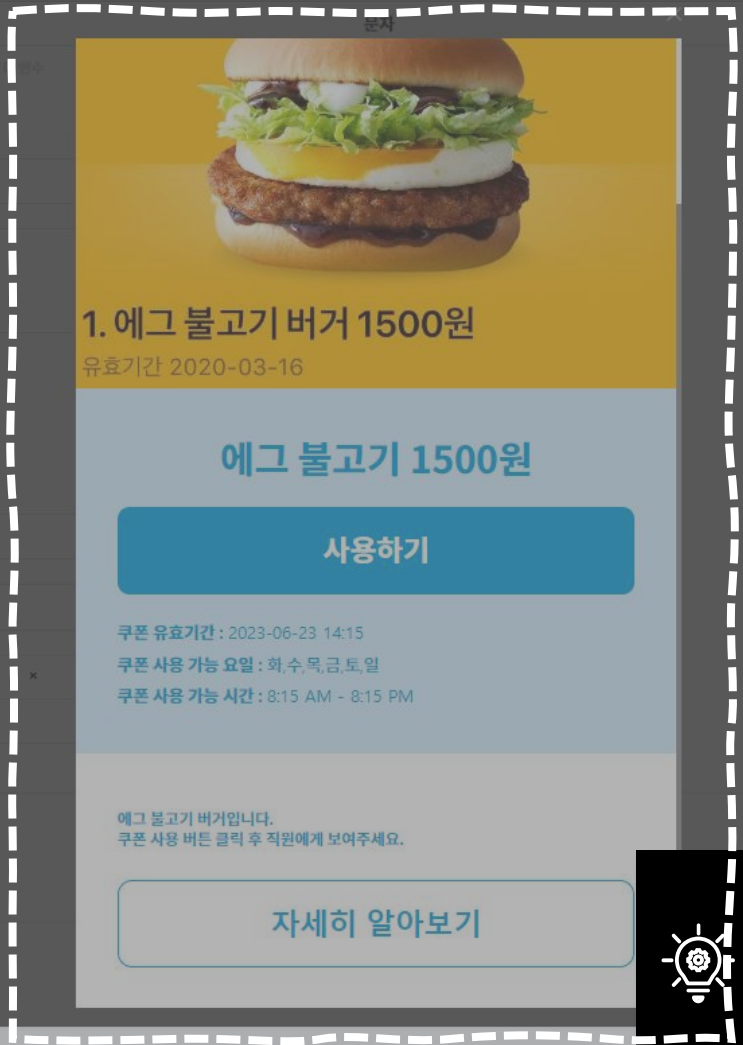 문자
1. 에그 불고기 버거 1500원
유효기간 2020-03-16
에그 불고기 1500원
사용하기
쿠폰 유효기간 : 2023-06-23 14:15
쿠폰 사용 가능 요일 : 화,수,목,금,토,일
쿠폰 사용 가능 시간 : 8:15 AM - 8:15 PM
에그 불고기 버거입니다.
쿠폰 사용 버튼 클릭 후 직원에게 보여주세요.
자세히 알아보기